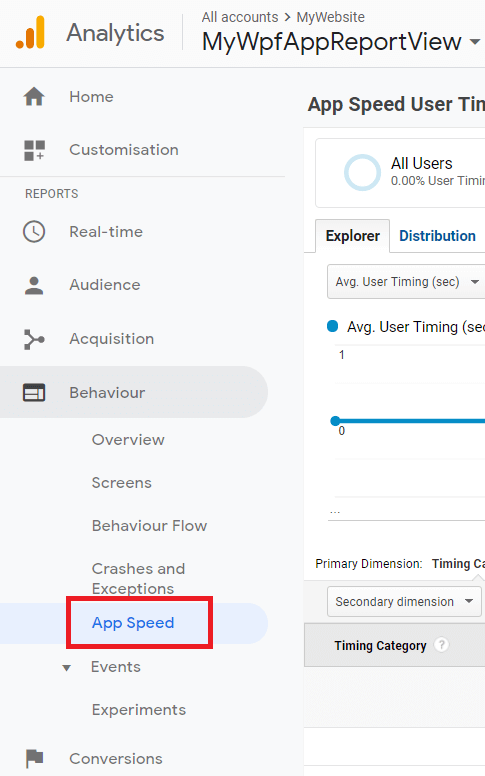 Analytics
All accounts > MyWebsite
MyWpfAppReportView
Home
Customisation
REPORTS
Real-time
Audience
Acquisition
Behaviour
Overview
Screens
Behaviour Flow
Crashes and
Exceptions
App Speed
Events
Experiments
Conversions
App Speed User Tim
All Users
0.00% User Timin
Explorer
Distribution
Avg. User Timing (sec)
Avg. User Timing (sec
1
0
...
Primary Dimension: Timing Ca
Secondary dimension
Timing Category ?